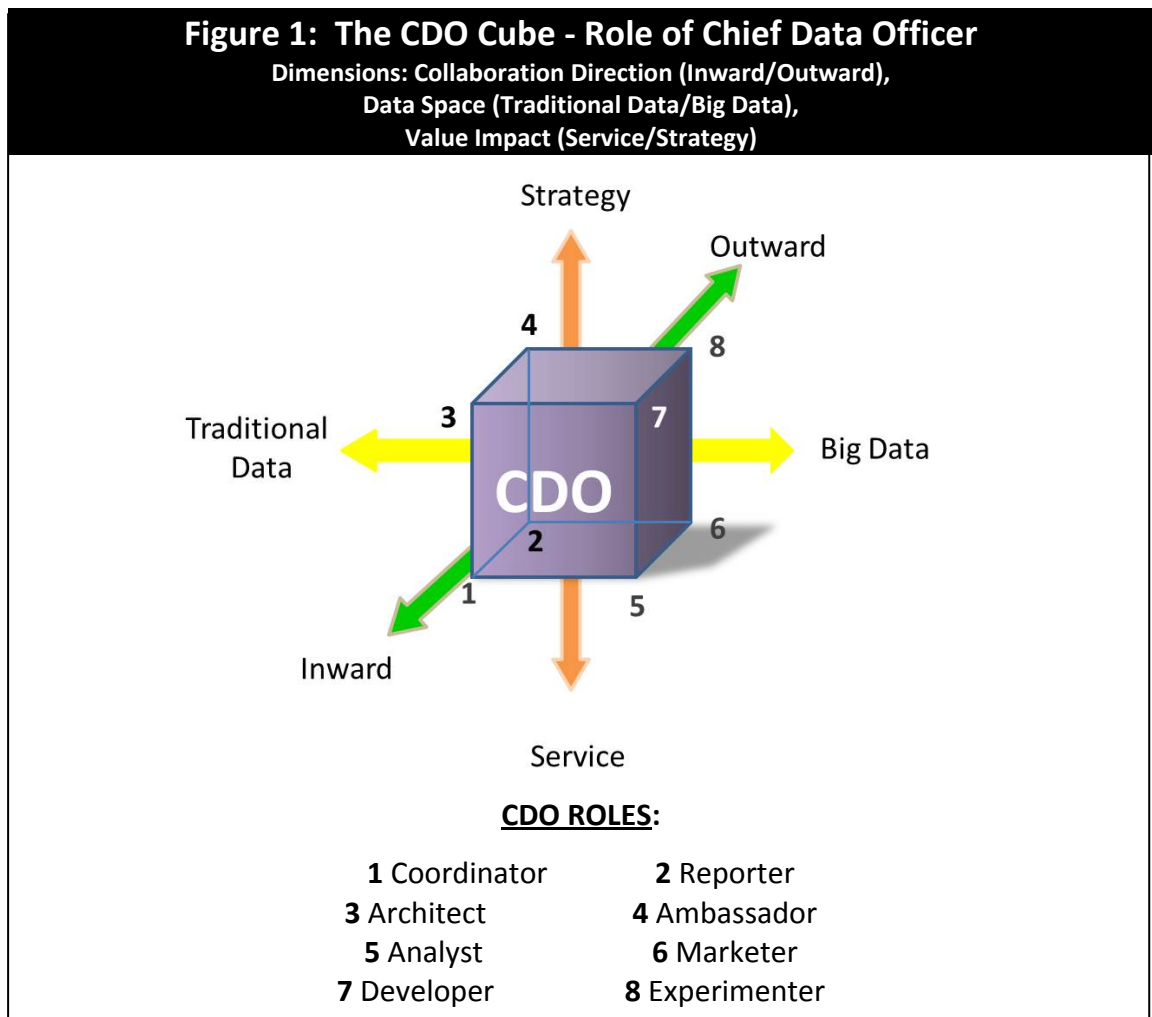 Figure 1: The CDO Cube - Role of Chief Data Officer
Dimensions: Collaboration Direction (Inward/Outward),
Data Space (Traditional Data/Big Data),
Value Impact (Service/Strategy)
Strategy
Outward
4
8
3
7
Traditional
Data
Big Data
CDO
2
6
1
5
Inward
Service
CDO ROLES:
1 Coordinator 2 Reporter
3 Architect 4 Ambassador
5 Analyst 6 Marketer
7 Developer 8 Experimenter